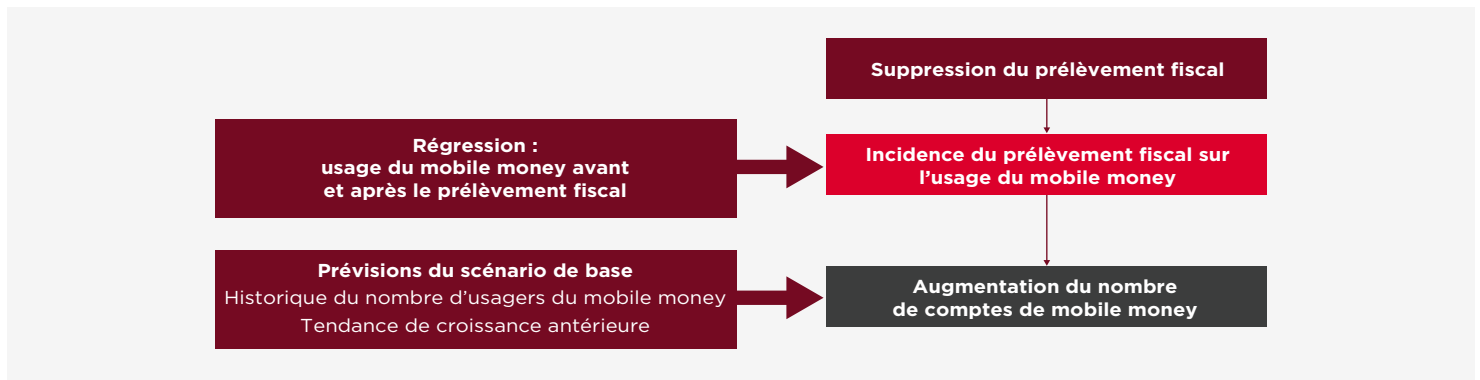 Suppression du prélèvement fiscal
Régression :
usage du mobile money avant
et après le prélèvement fiscal
Incidence du prélèvement fiscal sur
l’usage du mobile money
Prévisions du scénario de base
Historique du nombre d’usagers du mobile money
Tendance de croissance antérieure
Augmentation du nombre
de comptes de mobile money